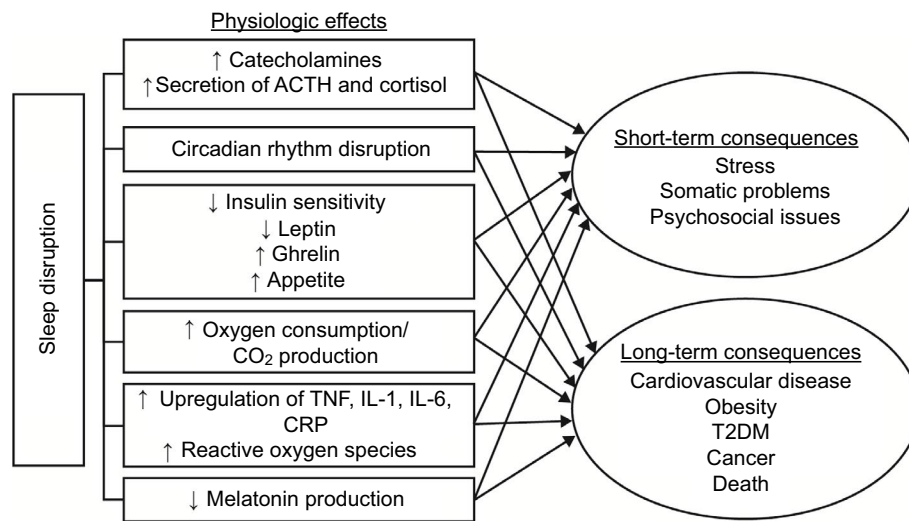 Physiologic effects
Sleep disruption
↑ Catecholamines
↑Secretion of ACTH and cortisol
Circadian rhythm disruption
↓ Insulin sensitivity
↓ Leptin
↑ Ghrelin
↑ Appetite
↑ Oxygen consumption/
CO₂ production
↑ Upregulation of TNF, IL-1, IL-6,
CRP
↑ Reactive oxygen species
↓ Melatonin production
Short-term consequences
Stress
Somatic problems
Psychosocial issues
Long-term consequences
Cardiovascular disease
Obesity
T2DM
Cancer
Death